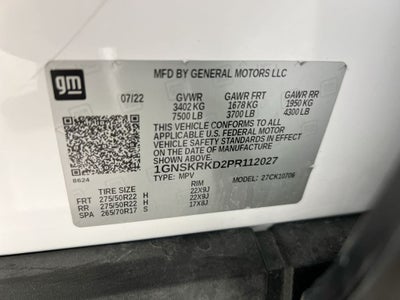 gm
MFD BY GENERAL MOTORS LLC
07/22 GVWR GAWR FRT GAWR RR
3402 KG 1678 KG 1950 KG
7500 LB 3700 LB 4300 LB
THIS VEHICLE CONFORMS TO ALL
APPLICABLE U.S. FEDERAL MOTOR
VEHICLE SAFETY STANDARDS IN EFFECT
ON THE DATE OF MANUFACTURE SHOWN ABOVE.
1GNSKRKD2PR112027
8624 TYPE: MPV MODEL: 27CK10706
TIRE SIZE RIM
FRT 275/50R22 H 22X9J
RR 275/50R22 H 22X9J
SPA 265/70R17 S 17X8J